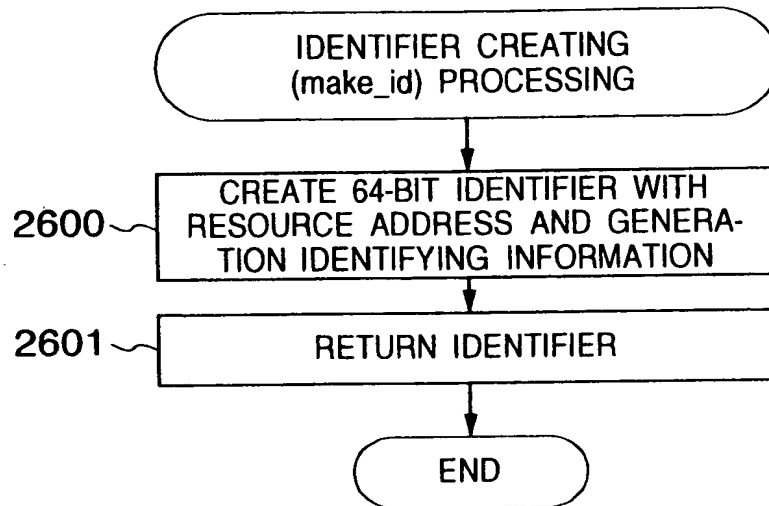 IDENTIFIER CREATING
(make_id) PROCESSING
2600
CREATE 64-BIT IDENTIFIER WITH
RESOURCE ADDRESS AND GENERA-
TION IDENTIFYING INFORMATION
2601
RETURN IDENTIFIER
END